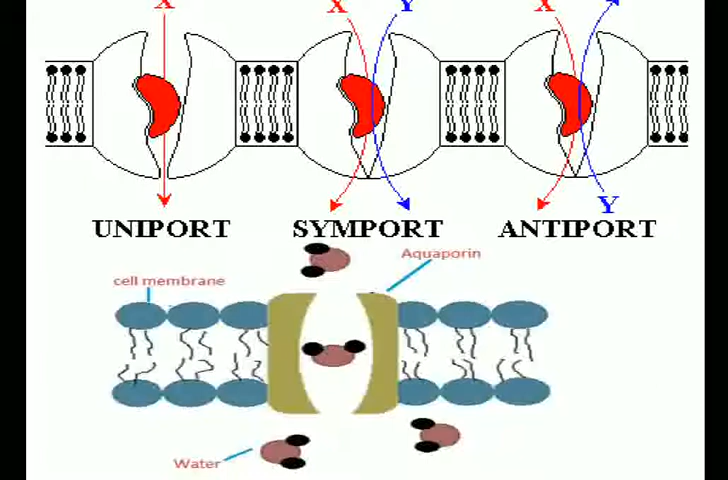 X X Y X
Y
UNIPORT SYMPORT ANTIPORT
Aquaporin
cell membrane
Water